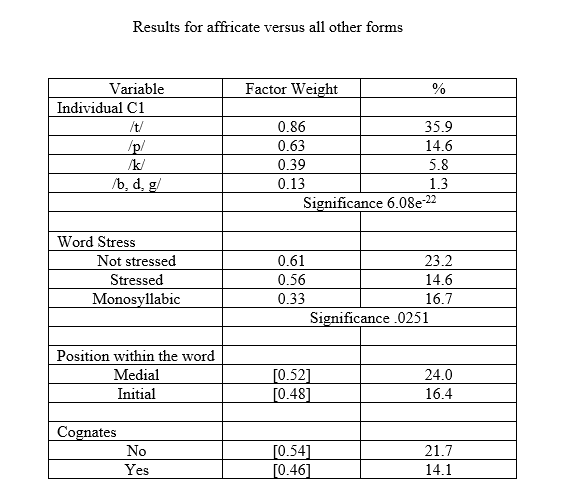 Results for affricate versus all other forms
Variable Factor Weight %
Individual C1
/t/ 0.86 35.9
/p/ 0.63 14.6
/k/ 0.39 5.8
/b, d, g/ 0.13 1.3
Significance 6.08e-22
Word Stress
Not stressed 0.61 23.2
Stressed 0.56 14.6
Monosyllabic 0.33 16.7
Significance .0251
Position within the word
Medial [0.52] 24.0
Initial [0.48] 16.4
Cognates
No [0.54] 21.7
Yes [0.46] 14.1